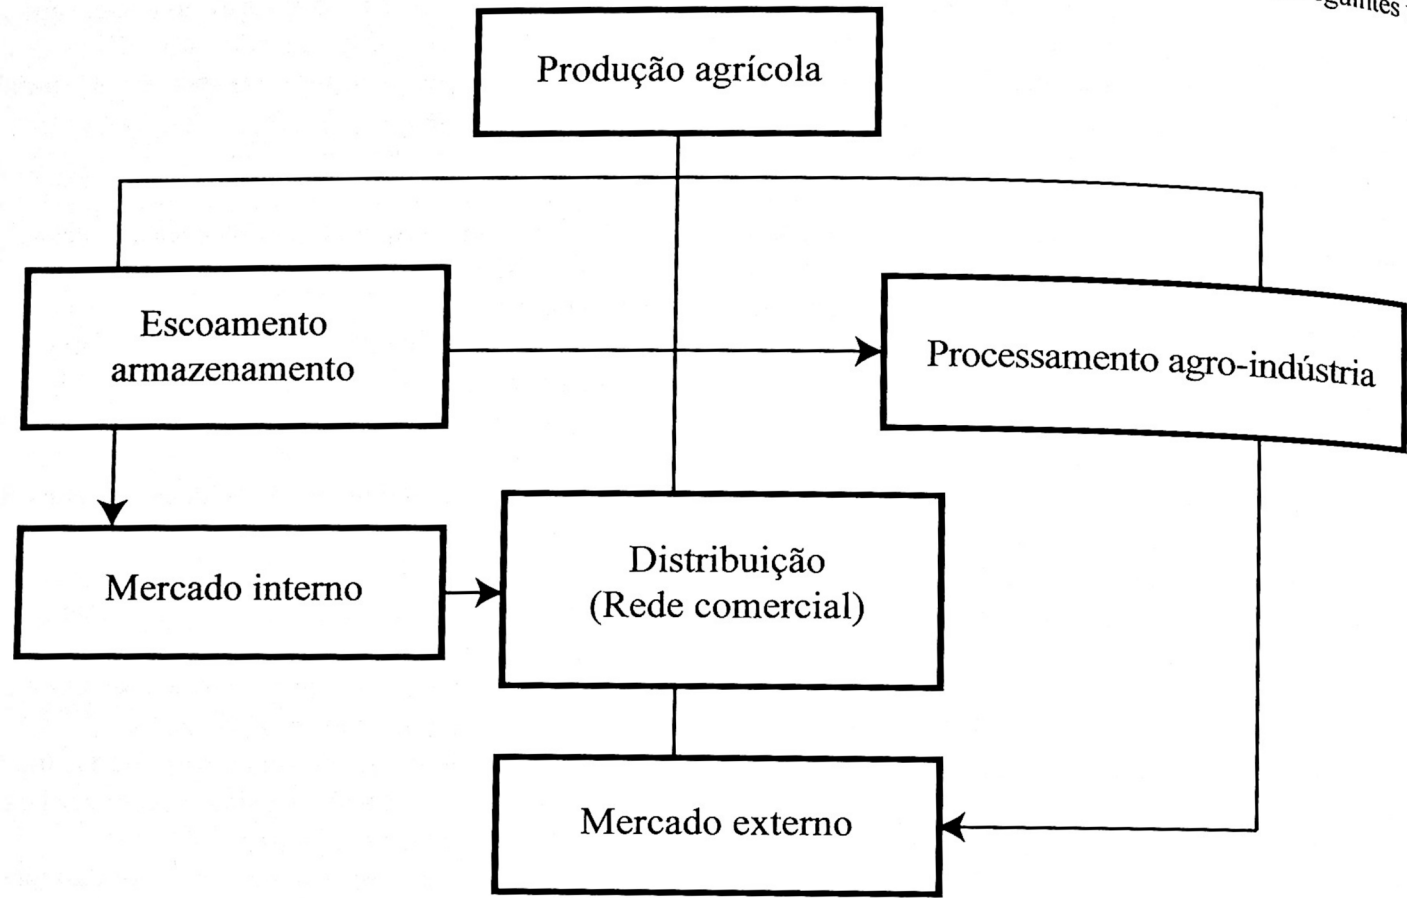 Produção agrícola
Escoamento
armazenamento
Processamento agro-indústria
Mercado interno
Distribuição
(Rede comercial)
Mercado externo